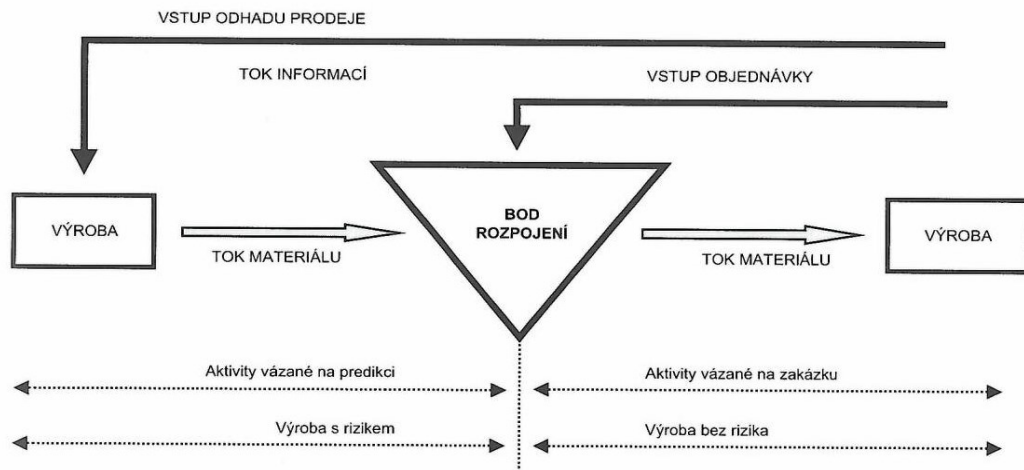 VSTUP ODHADU PRODEJE
TOK INFORMACÍ
VSTUP OBJEDNÁVKY
VÝROBA
TOK MATERIÁLU
BOD
ROZPOJENÍ
TOK MATERIÁLU
VÝROBA
Aktivity vázané na predikci
Aktivity vázané na zakázku
Výroba s rizikem
Výroba bez rizika